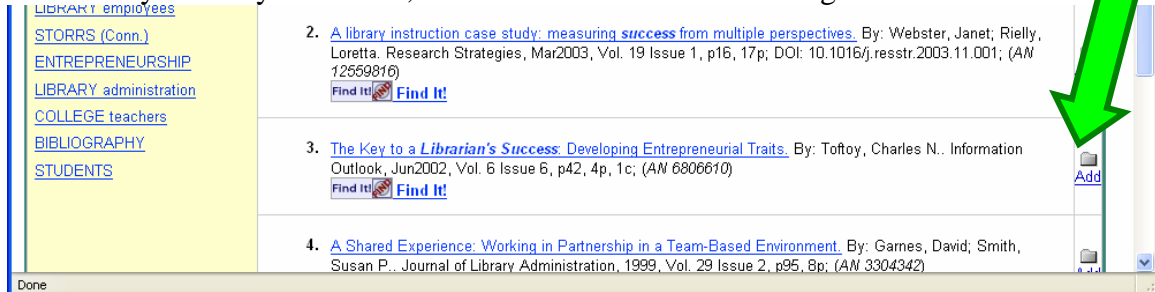 LIBRARY employees
STORRS (Conn.)
ENTREPRENEURSHIP
LIBRARY administration
COLLEGE teachers
BIBLIOGRAPHY
STUDENTS
2. A library instruction case study: measuring success from multiple perspectives. By: Webster, Janet; Rielly,
Loretta. Research Strategies, Mar2003, Vol. 19 Issue 1, p16, 17p; DOI: 10.1016/j.resstr.2003.11.001; (AN
12559816)
Find It! FIND Find It!
3. The Key to a Librarian's Success: Developing Entrepreneurial Traits. By: Toftoy, Charles N.. Information
Outlook, Jun2002, Vol. 6 Issue 6, p42, 4p, 1c; (AN 6806610)
Find It! FIND Find It!
Add
4. A Shared Experience: Working in Partnership in a Team-Based Environment. By: Garnes, David; Smith,
Susan P.. Journal of Library Administration, 1999, Vol. 29 Issue 2, p95, 8p; (AN 3304342)
Add
Done